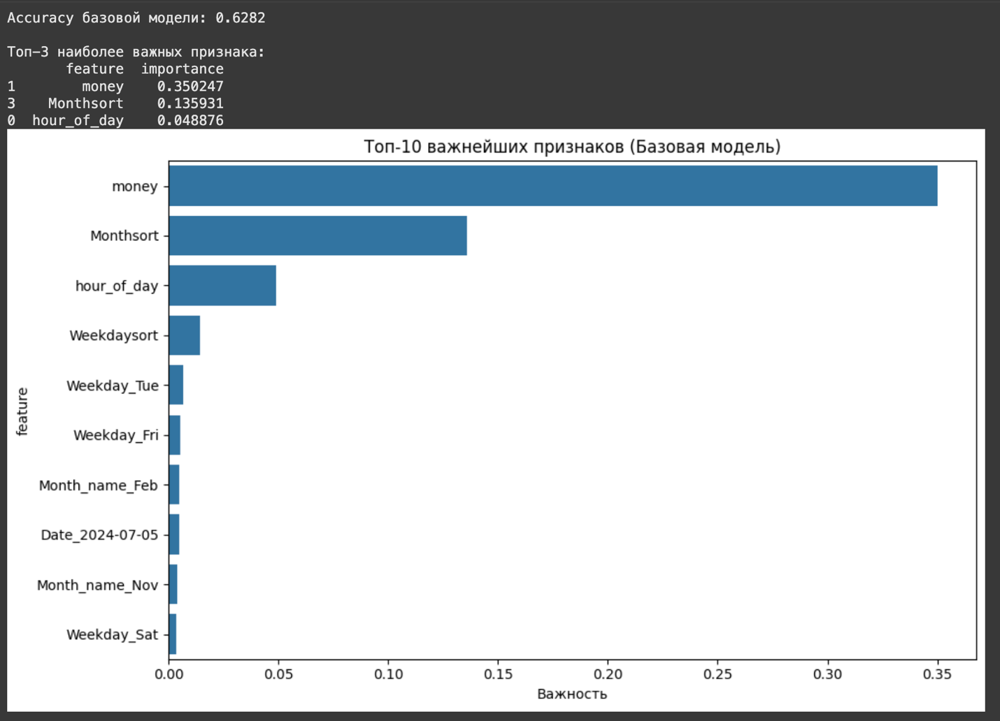 Accuracy базовой модели: 0.6282
Топ-3 наиболее важных признака:
feature importance
1 money 0.350247
3 Monthsort 0.135931
0 hour_of_day 0.048876
Топ-10 важнейших признаков (Базовая модель)
money
Monthsort
hour_of_day
Weekdaysort
Weekday_Tue
Weekday_Fri
Month_name_Feb
Date_2024-07-05
Month_name_Nov
Weekday_Sat
feature
0.00 0.05 0.10 0.15 0.20 0.25 0.30 0.35
Важность